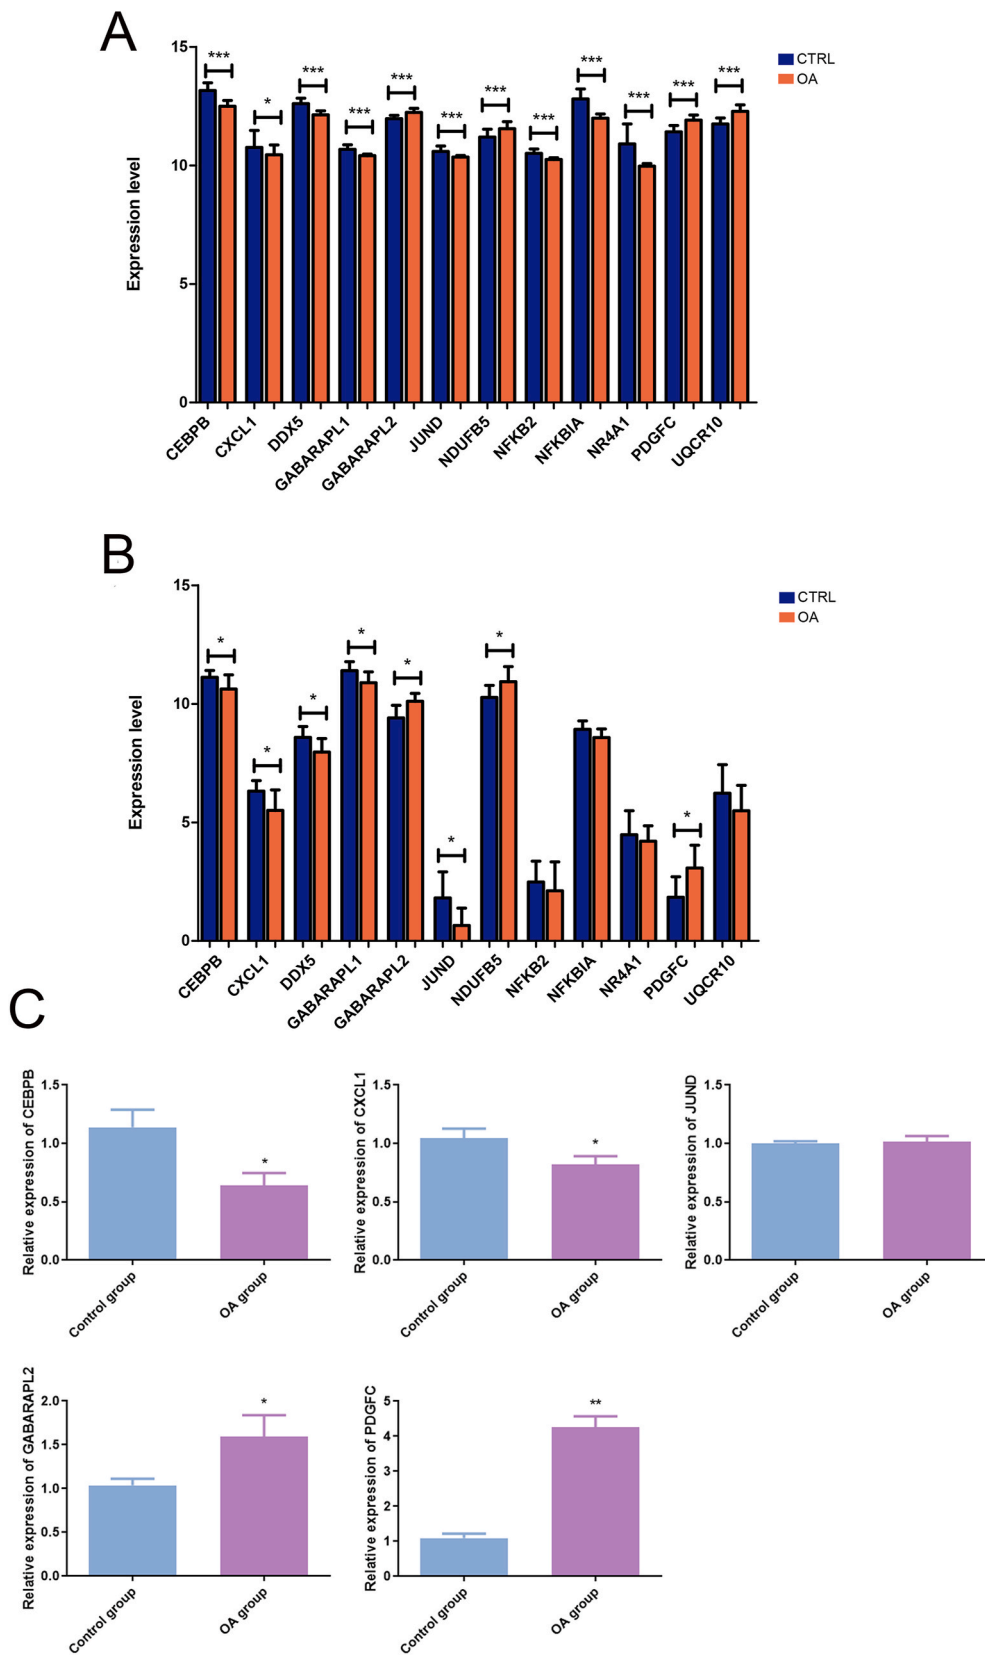 A
15
10
5
0
Expression level
***
*
***
***
***
***
***
***
***
***
***
***
CTRL
OA
CEBPB
CXCL1
DDX5
GABARAPL1
GABARAPL2
JUND
NDUFB5
NFKB2
NFKBIA
NR4A1
PDGFC
UQCR10
B
15
10
5
0
Expression level
*
*
*
*
*
*
*
*
CTRL
OA
CEBPB
CXCL1
DDX5
GABARAPL1
GABARAPL2
JUND
NDUFB5
NFKB2
NFKBIA
NR4A1
PDGFC
UQCR10
C
Relative expression of CEBPB
1.5
1.0
0.5
0.0
*
Control group
OA group
Relative expression of CXCL1
1.5
1.0
0.5
0.0
*
Control group
OA group
Relative expression of JUND
1.5
1.0
0.5
0.0
Control group
OA group
Relative expression of GABARAPL2
2.0
1.5
1.0
0.5
0.0
*
Control group
OA group
Relative expression of PDGFC
5
4
3
2
1
0
**
Control group
OA group